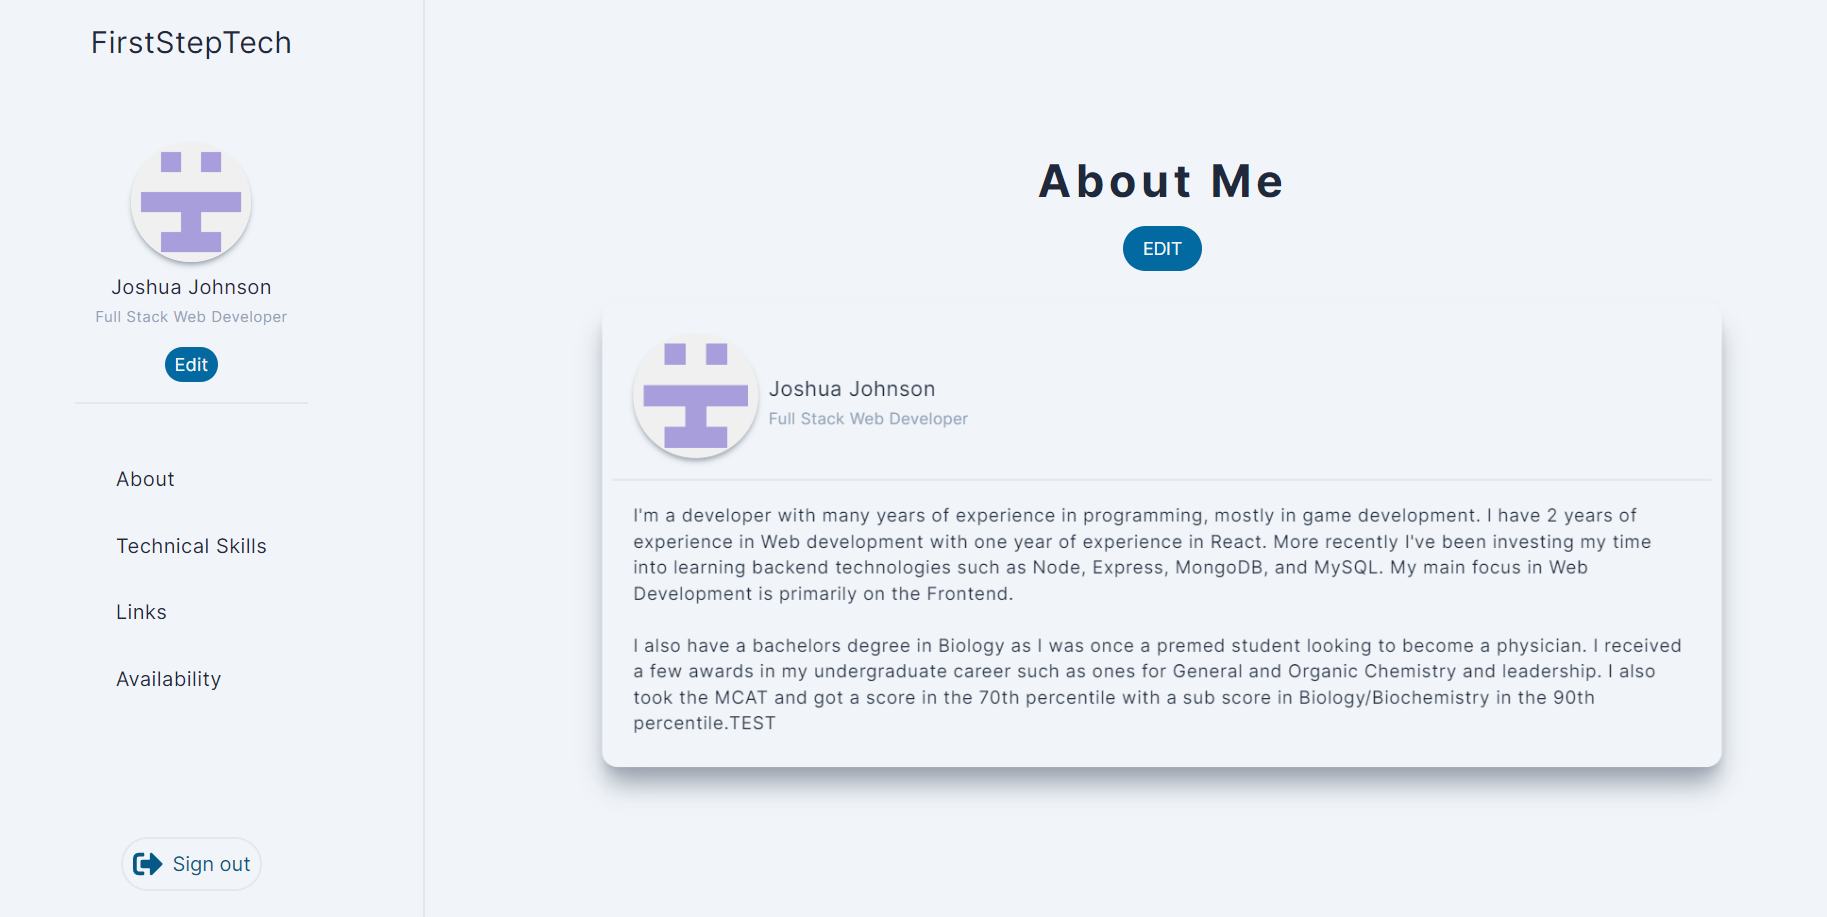 FirstStepTech
Joshua Johnson
Full Stack Web Developer
Edit
About
Technical Skills
Links
Availability
Sign out
About Me
EDIT
Joshua Johnson
Full Stack Web Developer
I'm a developer with many years of experience in programming, mostly in game development. I have 2 years of
experience in Web development with one year of experience in React. More recently I've been investing my time
into learning backend technologies such as Node, Express, MongoDB, and MySQL. My main focus in Web
Development is primarily on the Frontend.
I also have a bachelors degree in Biology as I was once a premed student looking to become a physician. I received
a few awards in my undergraduate career such as ones for General and Organic Chemistry and leadership. I also
took the MCAT and got a score in the 70th percentile with a sub score in Biology/Biochemistry in the 90th
percentile.TEST